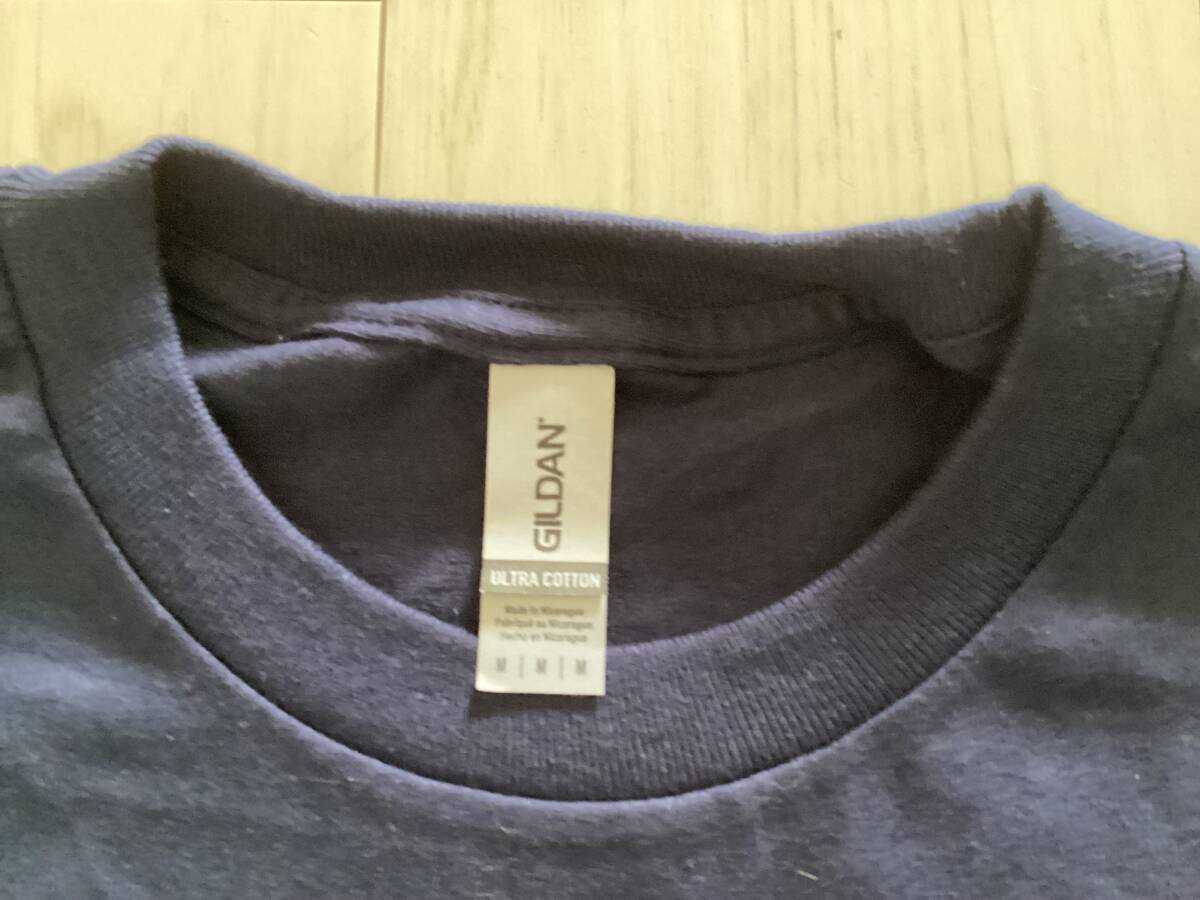 GILDAN
ULTRA COTTON
Made in Nicaragua
Fabriqué au Nicaragua
Hecho en Nicaragua
M | M | M